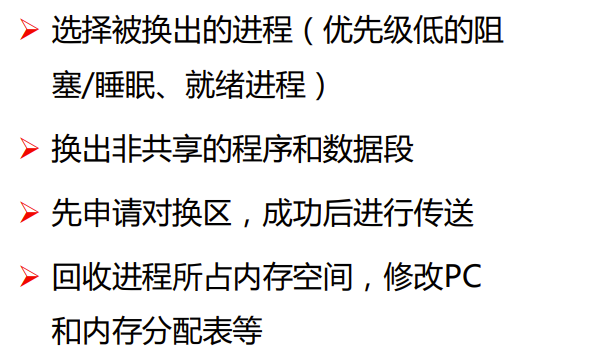 选择被换出的进程（优先级低的阻
塞/睡眠、就绪进程）
换出非共享的程序和数据段
先申请对换区，成功后进行传送
回收进程所占内存空间，修改PC
和内存分配表等